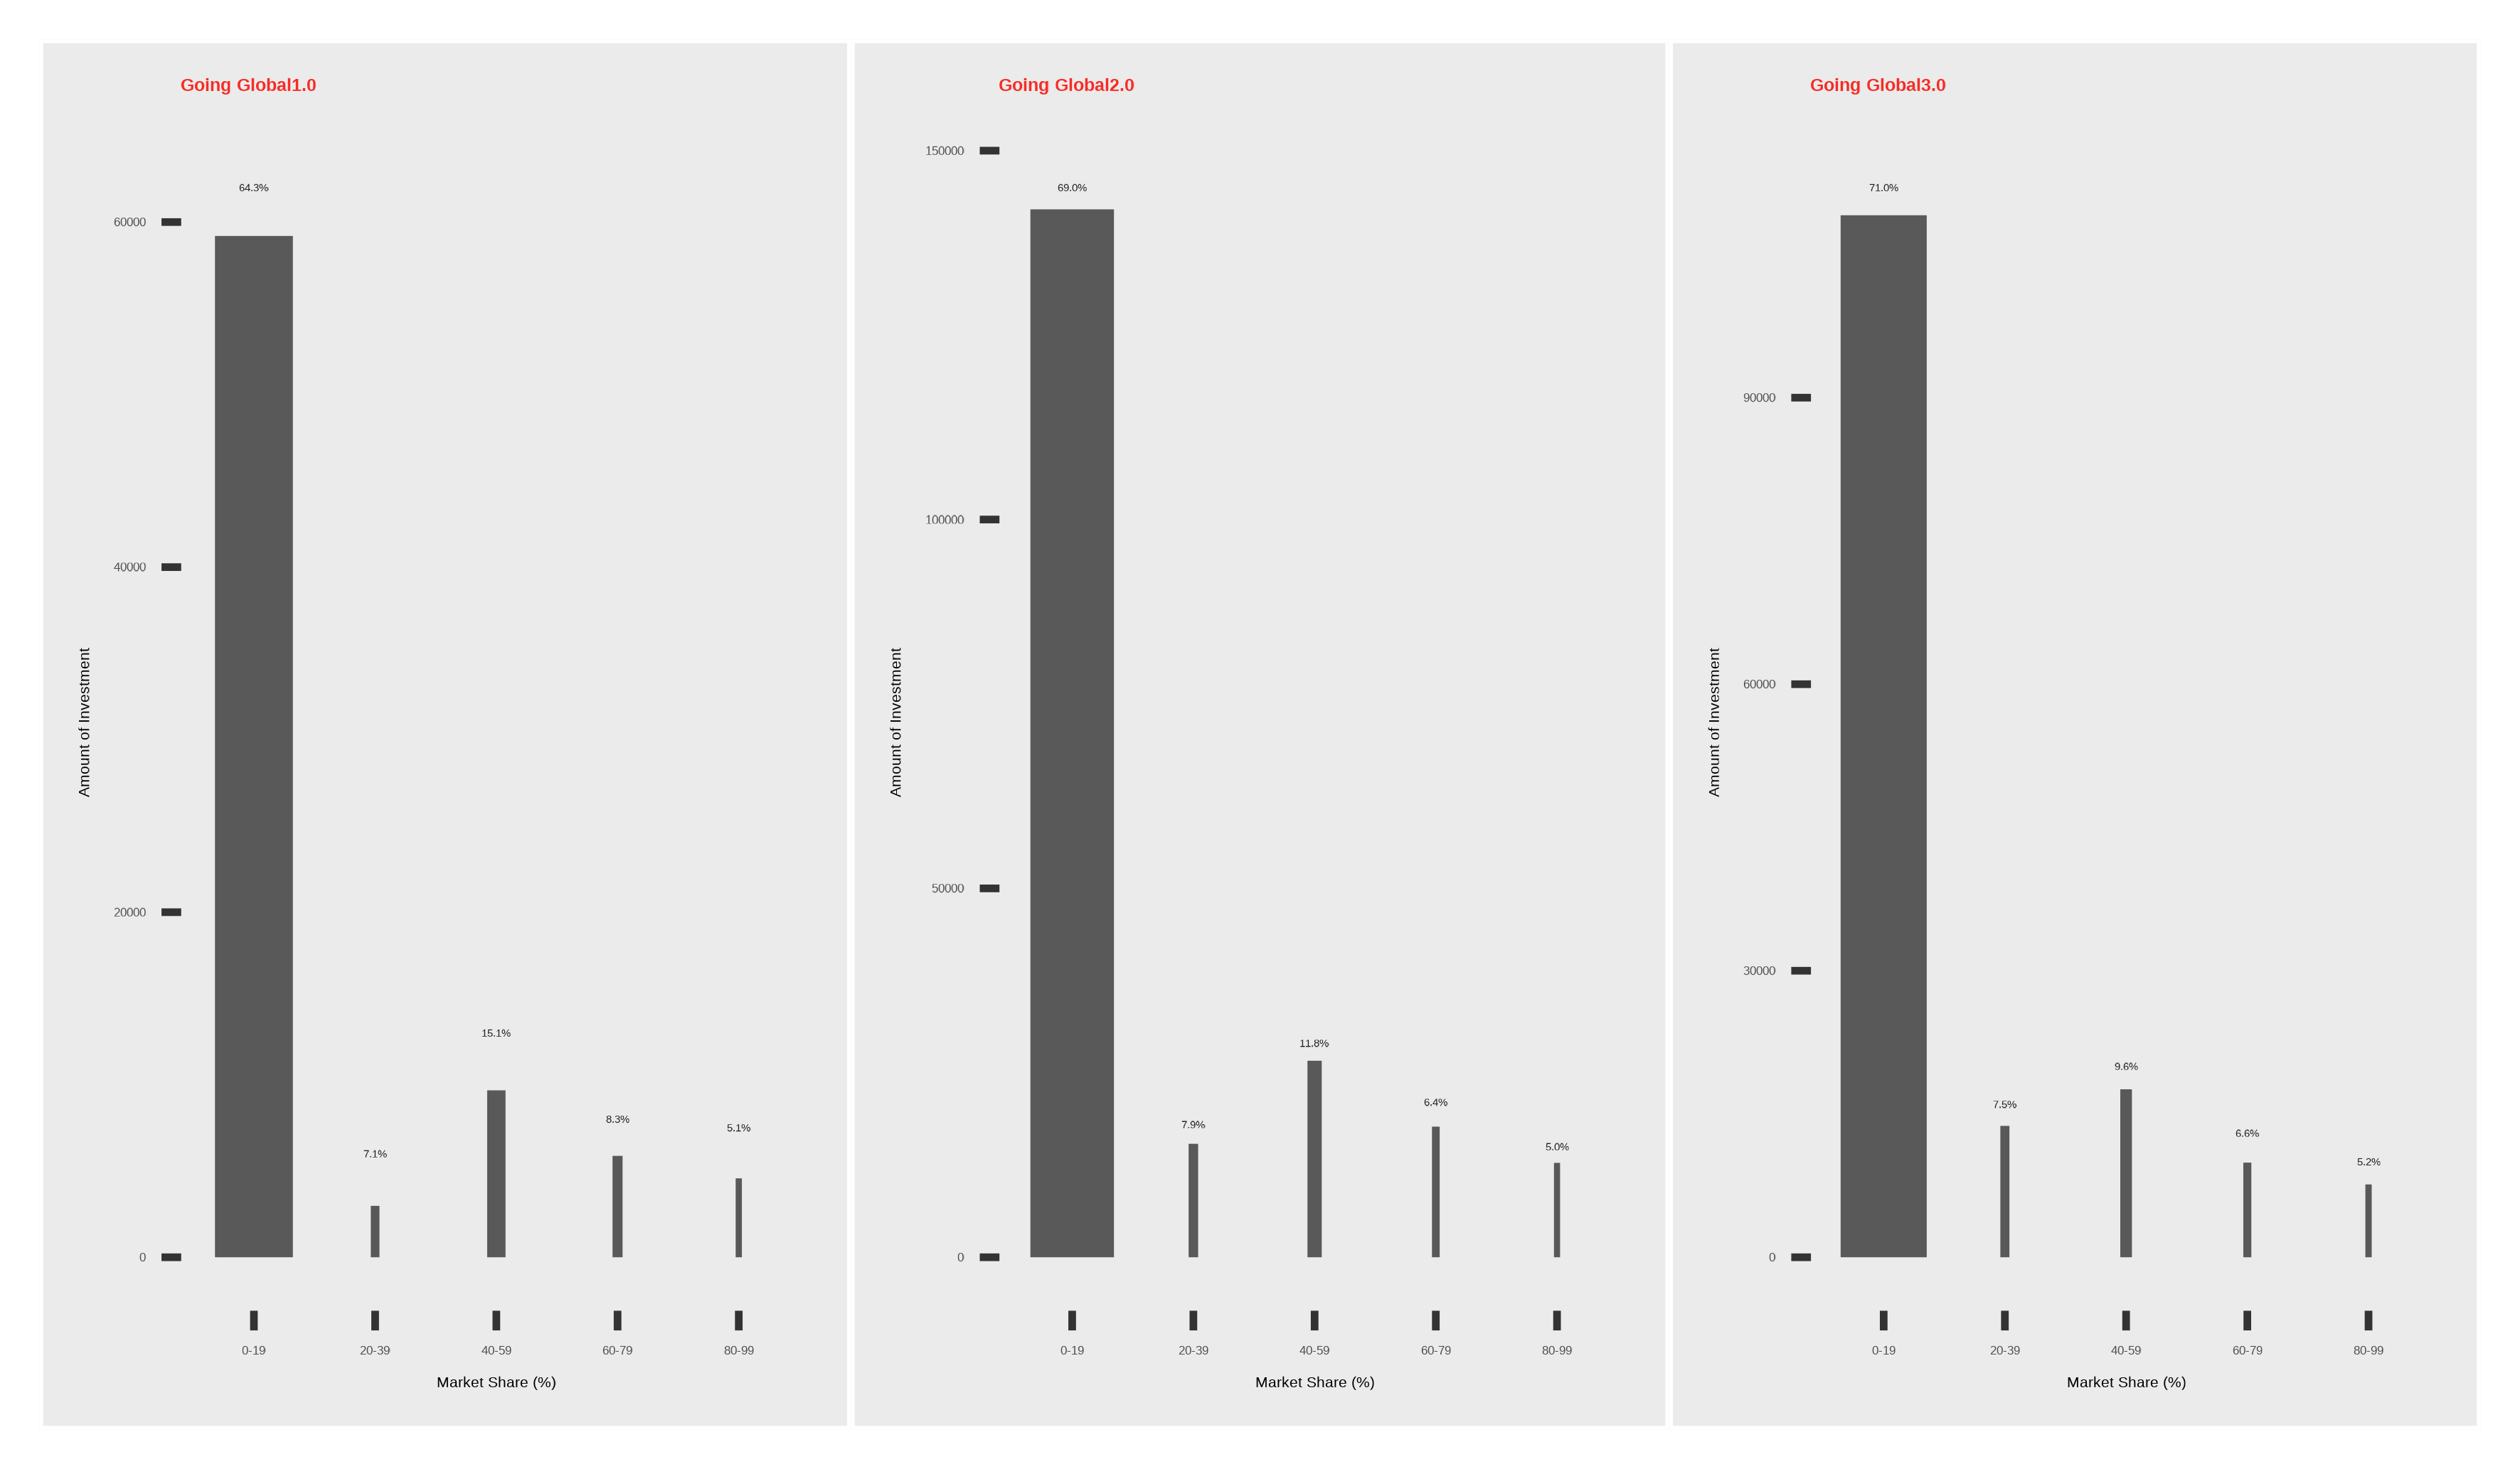 Going Global1.0
64.3%
60000
40000
20000
0
Amount of Investment
7.1%
15.1%
8.3%
5.1%
0-19 20-39 40-59 60-79 80-99
Market Share (%)
Going Global2.0
150000
69.0%
100000
50000
0
Amount of Investment
7.9%
11.8%
6.4%
5.0%
0-19 20-39 40-59 60-79 80-99
Market Share (%)
Going Global3.0
71.0%
90000
60000
30000
0
Amount of Investment
7.5%
9.6%
6.6%
5.2%
0-19 20-39 40-59 60-79 80-99
Market Share (%)